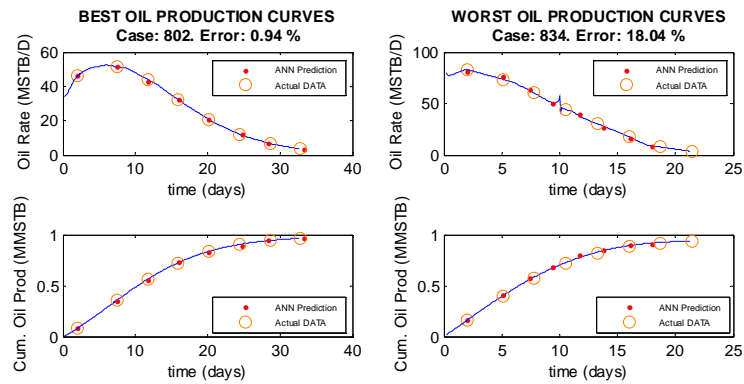 BEST OIL PRODUCTION CURVES
Case: 802. Error: 0.94 %
Oil Rate (MSTB/D)
60
40
20
0
ANN Prediction
Actual DATA
0 10 20 30 40
time (days)
WORST OIL PRODUCTION CURVES
Case: 834. Error: 18.04 %
Oil Rate (MSTB/D)
100
50
0
ANN Prediction
Actual DATA
0 5 10 15 20 25
time (days)
Cum. Oil Prod (MMSTB)
1
0.5
0
ANN Prediction
Actual DATA
0 10 20 30 40
time (days)
Cum. Oil Prod (MMSTB)
1
0.5
0
ANN Prediction
Actual DATA
0 5 10 15 20 25
time (days)